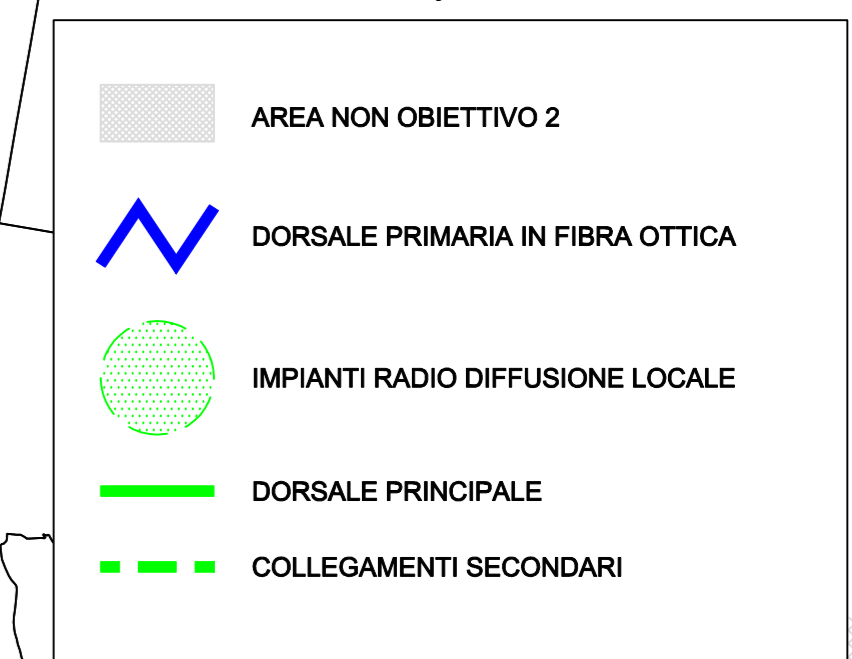 AREA NON OBIETTIVO 2
DORSALE PRIMARIA IN FIBRA OTTICA
IMPIANTI RADIO DIFFUSIONE LOCALE
DORSALE PRINCIPALE
COLLEGAMENTI SECONDARI